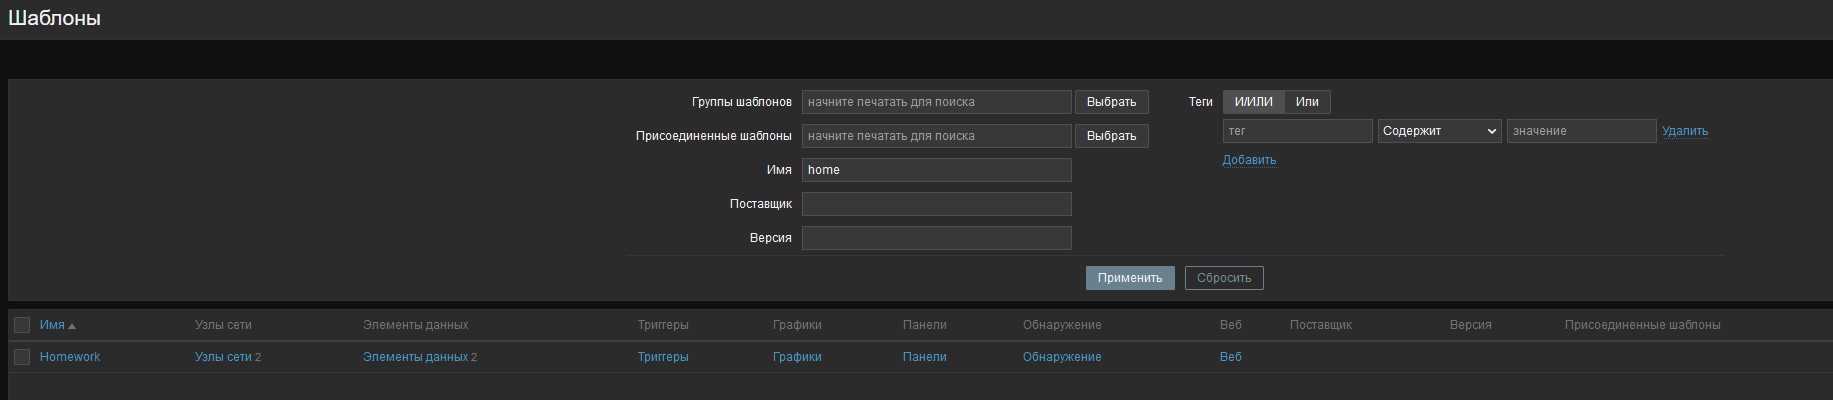 Шаблоны
Группы шаблонов начните печатать для поиска Выбрать Теги И/ИЛИ Или
Присоединенные шаблоны начните печатать для поиска Выбрать тег Содержит значение Удалить
Имя home Добавить
Поставщик
Версия
Применить Сбросить
Имя Узлы сети Элементы данных Триггеры Графики Панели Обнаружение Веб Поставщик Версия Присоединенные шаблоны
Homework Узлы сети 2 Элементы данных 2 Триггеры Графики Панели Обнаружение Веб